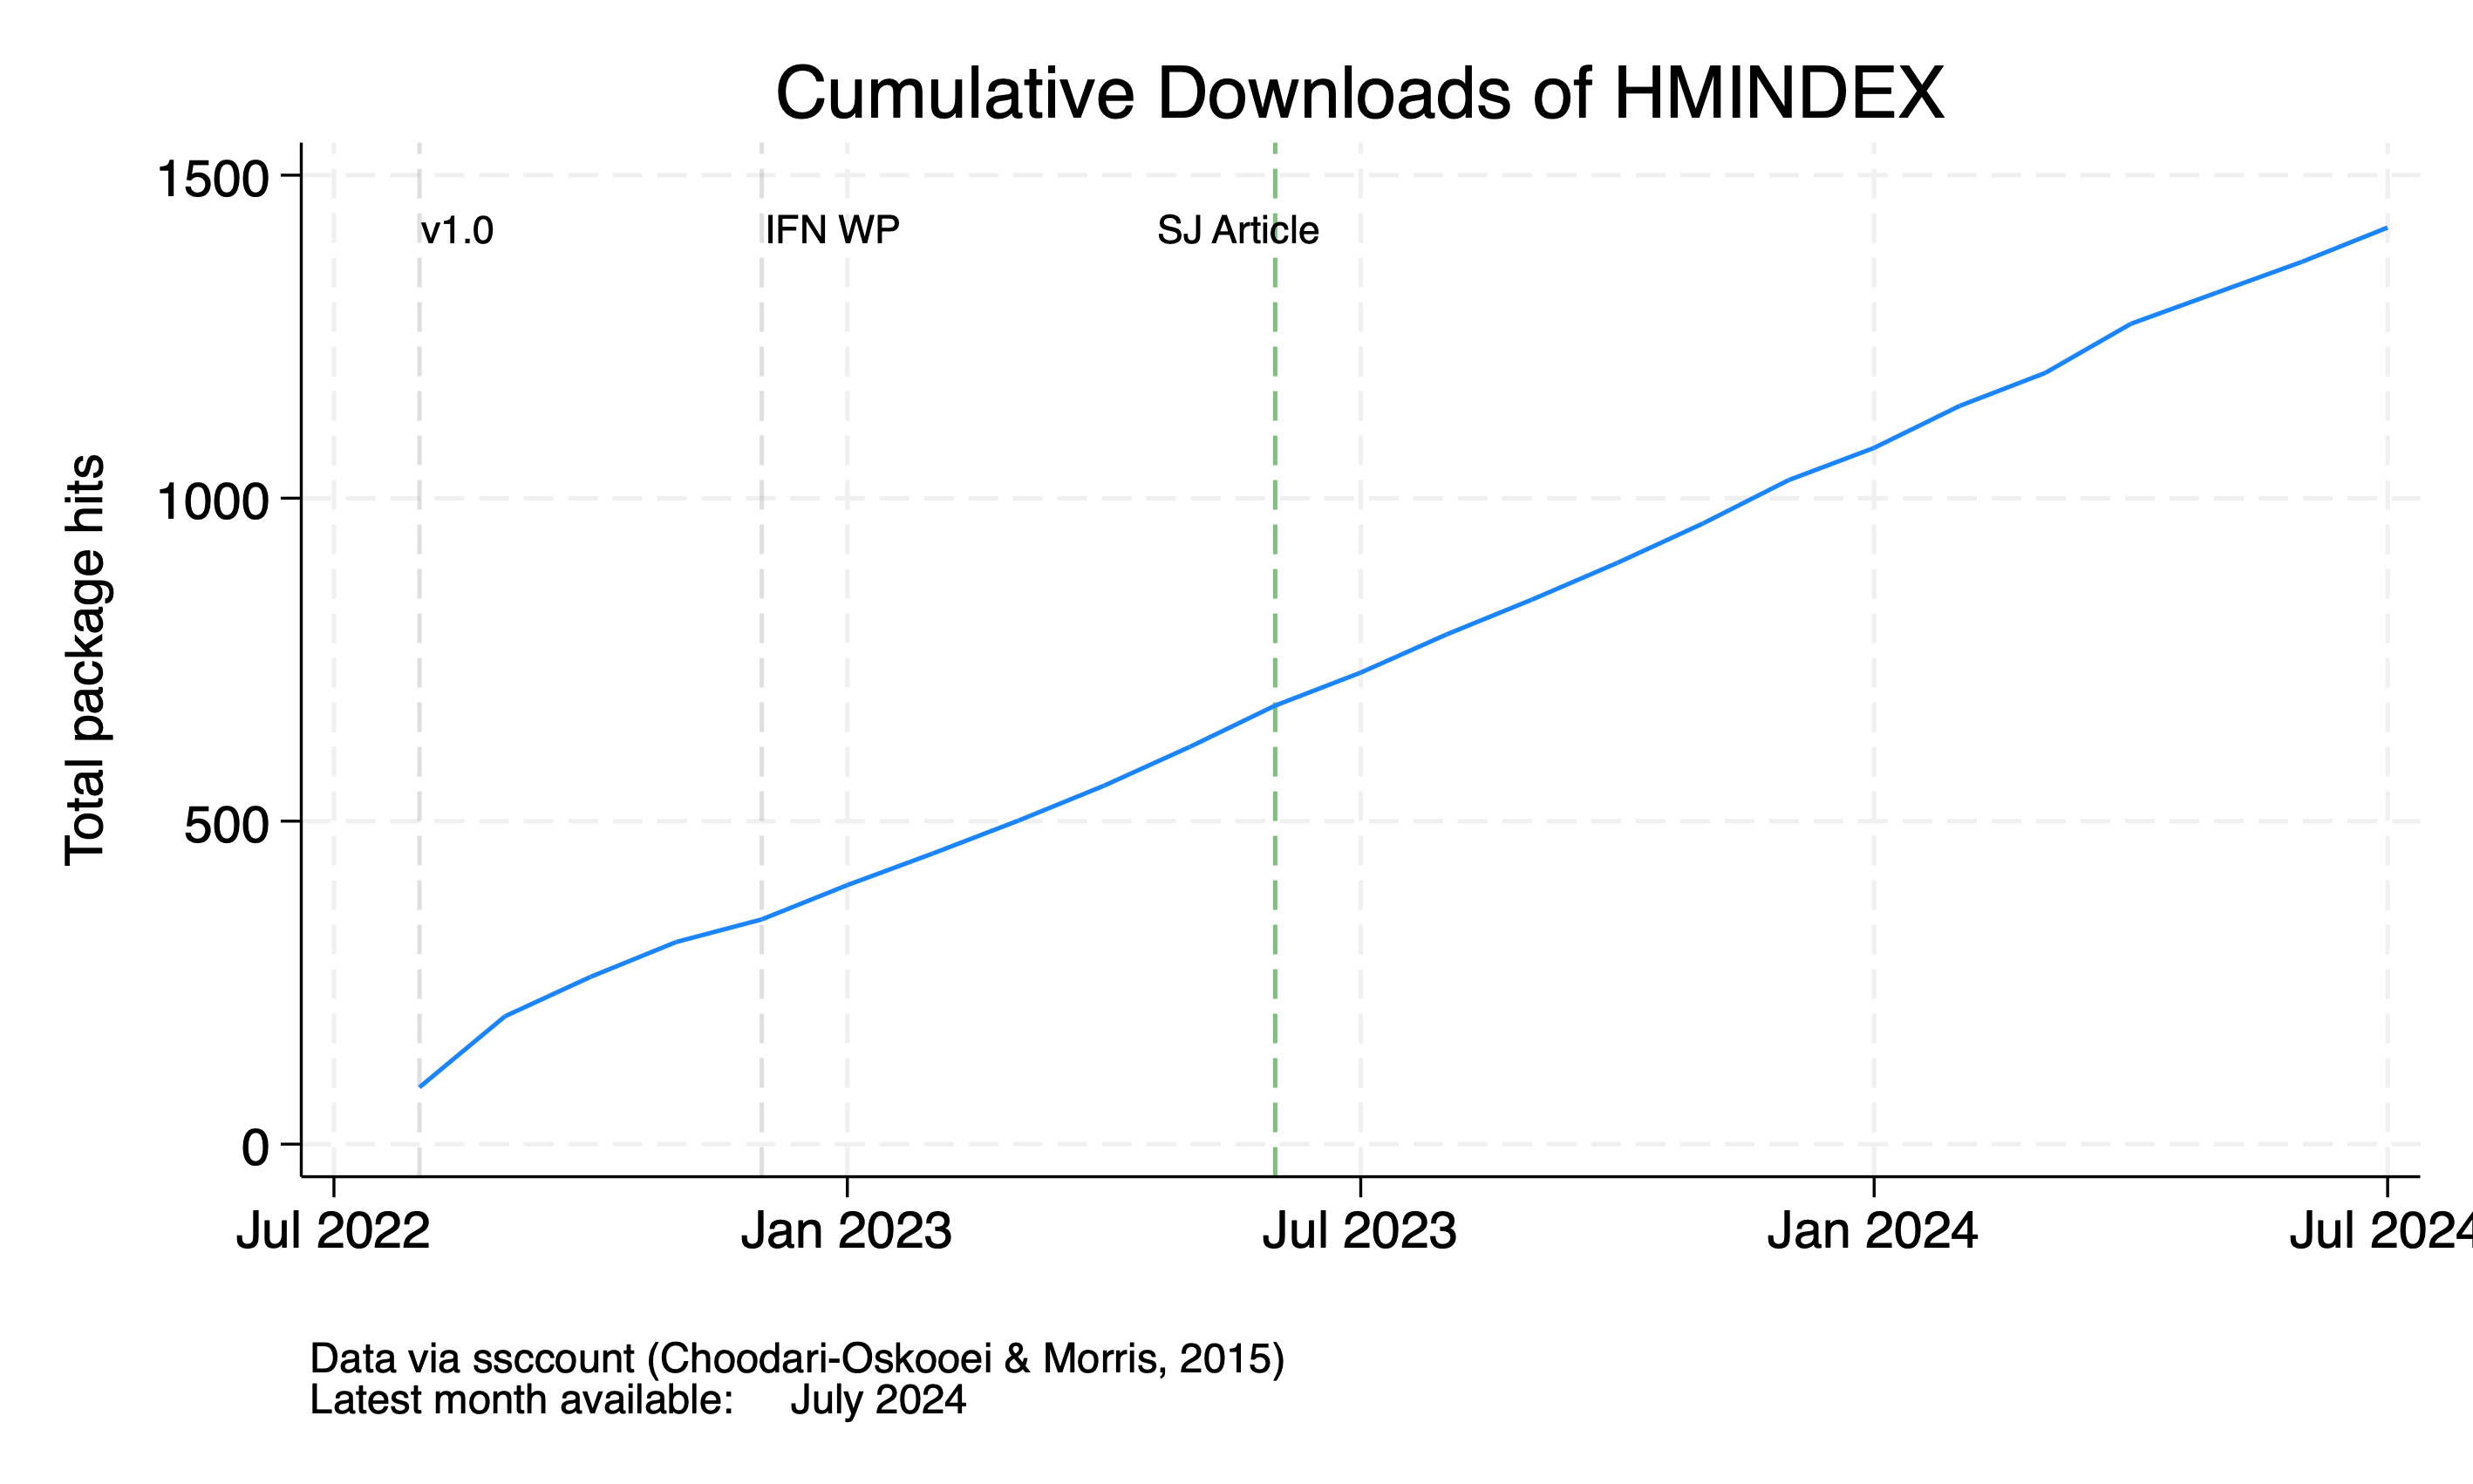 Cumulative Downloads of HMINDEX
1500
v1.0
IFN WP
SJ Article
1000
500
0
Total package hits
Jul 2022
Jan 2023
Jul 2023
Jan 2024
Jul 2024
Data via ssccount (Choodari-Oskooei & Morris, 2015)
Latest month available: July 2024